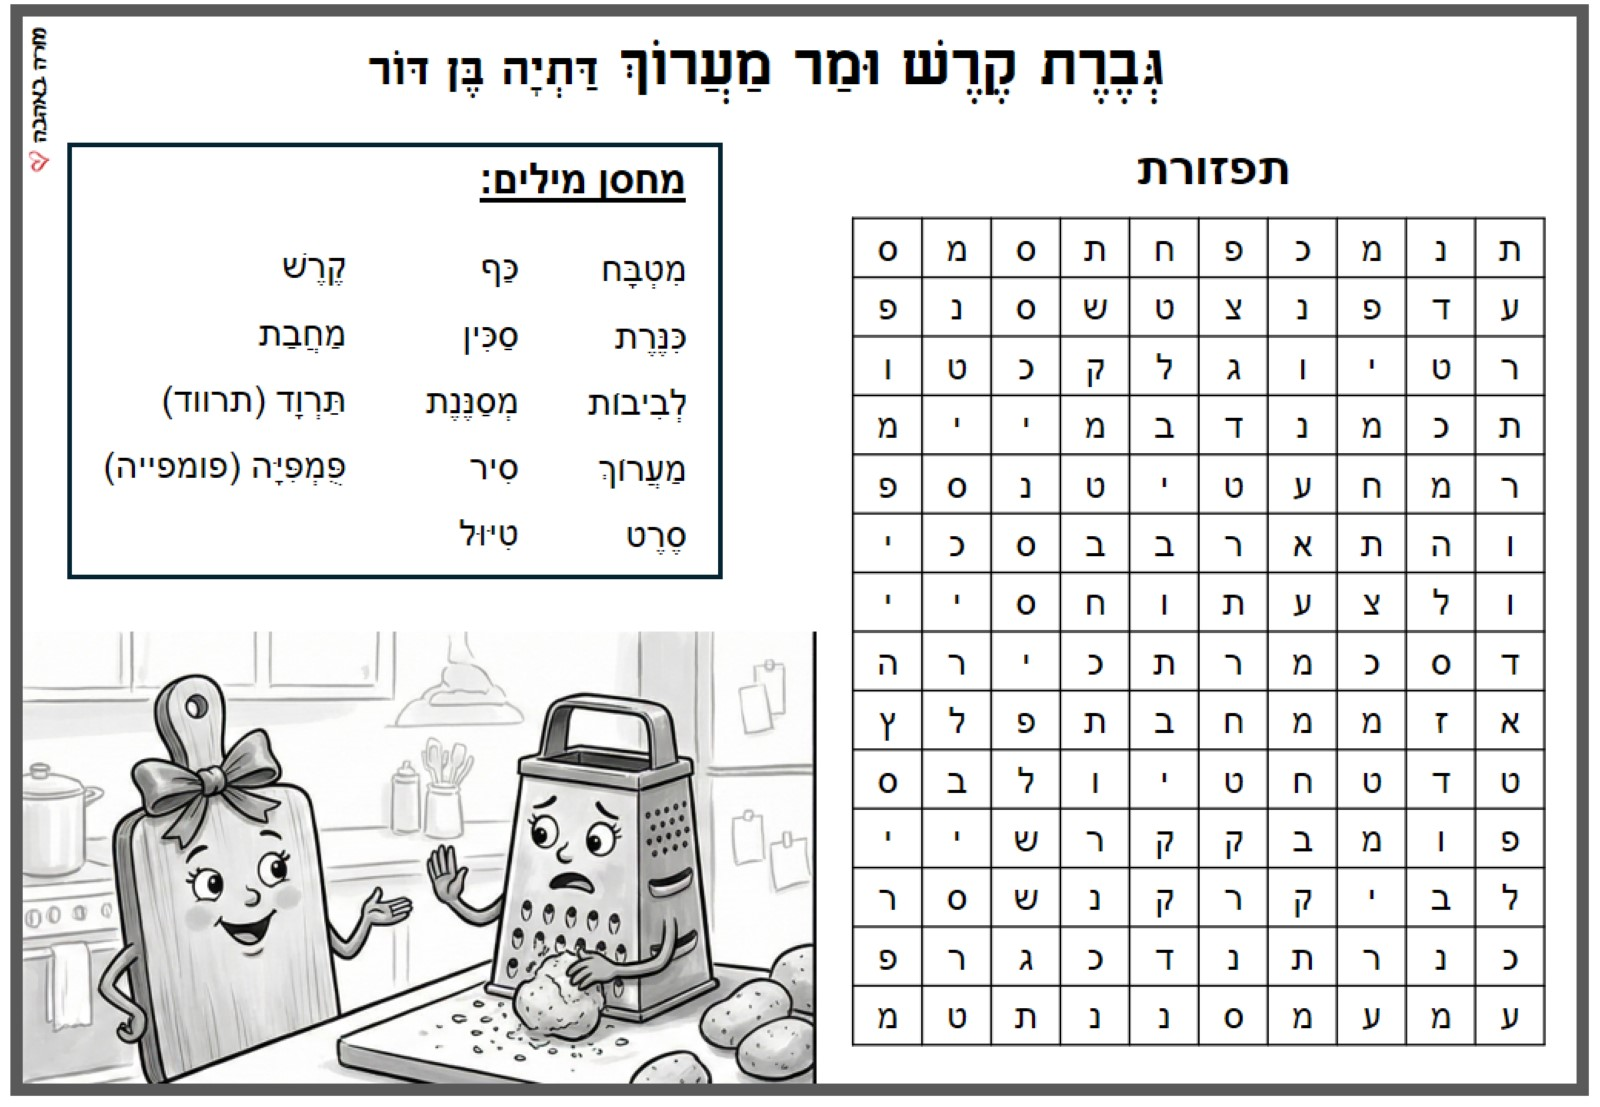 גְּבֶרֶת קֶרֶשׁ וּמַר מַעֲרוֹךְ דַּתְיָה בֶּן דּוֹר
מורה באהבה
תפזורת
ת נ מ כ פ ח ת ס מ ס
ע ד פ נ צ ט ש ס נ פ
ר ט י ו ג ל ק כ ט ו
ת כ מ נ ד ב מ י י מ
ר מ ח ע ט י ט נ ס פ
ו ה ת א ר ב ב ס כ י
ו ל צ ע ת ו ח ס י י
ד ס כ מ ר ת כ י ר ה
א ז מ מ ח ב ת פ ל ץ
ט ד ט ח ט י ו ל ב ס
פ ו מ ב ק ק ר ש י י
ל ב י ק ר ק נ ש ס ר
כ נ ר ת נ ד כ ג ר פ
ע מ ע מ ס נ נ ת ט מ
מחסן מילים:
מִטְבָּח כַּף קֶרֶשׁ
כִּנֶּרֶת סַכִּין מַחֲבַת
לְבִיבוֹת מְסַנֶּנֶת תַּרְוָד (תרווד)
מַעֲרוֹךְ סִיר פֻּמְפִּיָּה (פומפייה)
סֶרֶט טִיּוּל